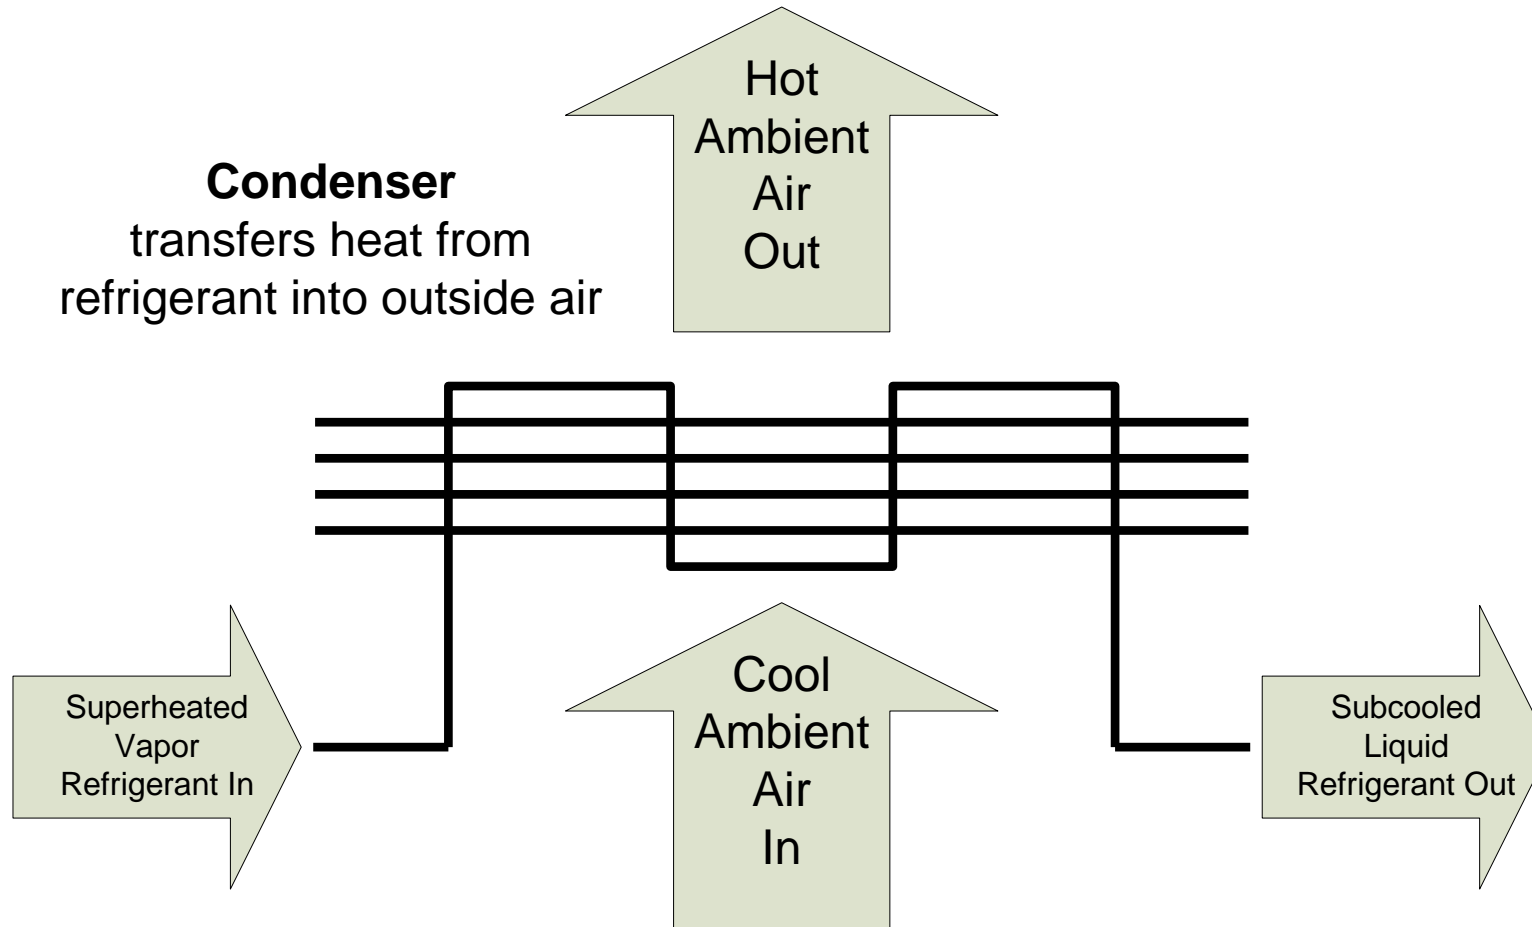 Hot
Ambient
Air
Out
Condenser
transfers heat from
refrigerant into outside air
Superheated
Vapor
Refrigerant In
Cool
Ambient
Air
In
Subcooled
Liquid
Refrigerant Out